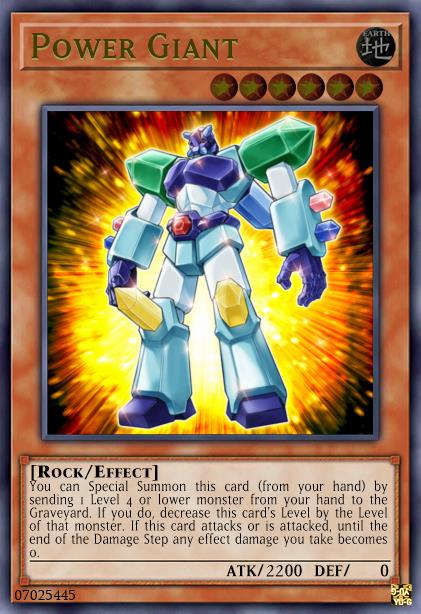 POWER GIANT
EARTH
地
[ROCK/EFFECT]
You can Special Summon this card (from your hand) by
sending 1 Level 4 or lower monster from your hand to the
Graveyard. If you do, decrease this card's Level by the Level
of that monster. If this card attacks or is attacked, until the
end of the Damage Step any effect damage you take becomes
0.
ATK/2200 DEF/ 0
07025445